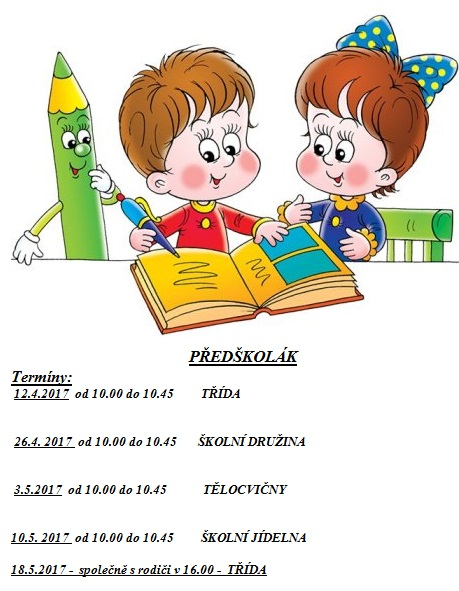 PŘEDŠKOLÁK
Termíny:
12.4.2017 od 10.00 do 10.45 TŘÍDA
26.4. 2017 od 10.00 do 10.45 ŠKOLNÍ DRUŽINA
3.5.2017 od 10.00 do 10.45 TĚLOCVIČNY
10.5. 2017 od 10.00 do 10.45 ŠKOLNÍ JÍDELNA
18.5.2017 - společně s rodiči v 16.00 - TŘÍDA